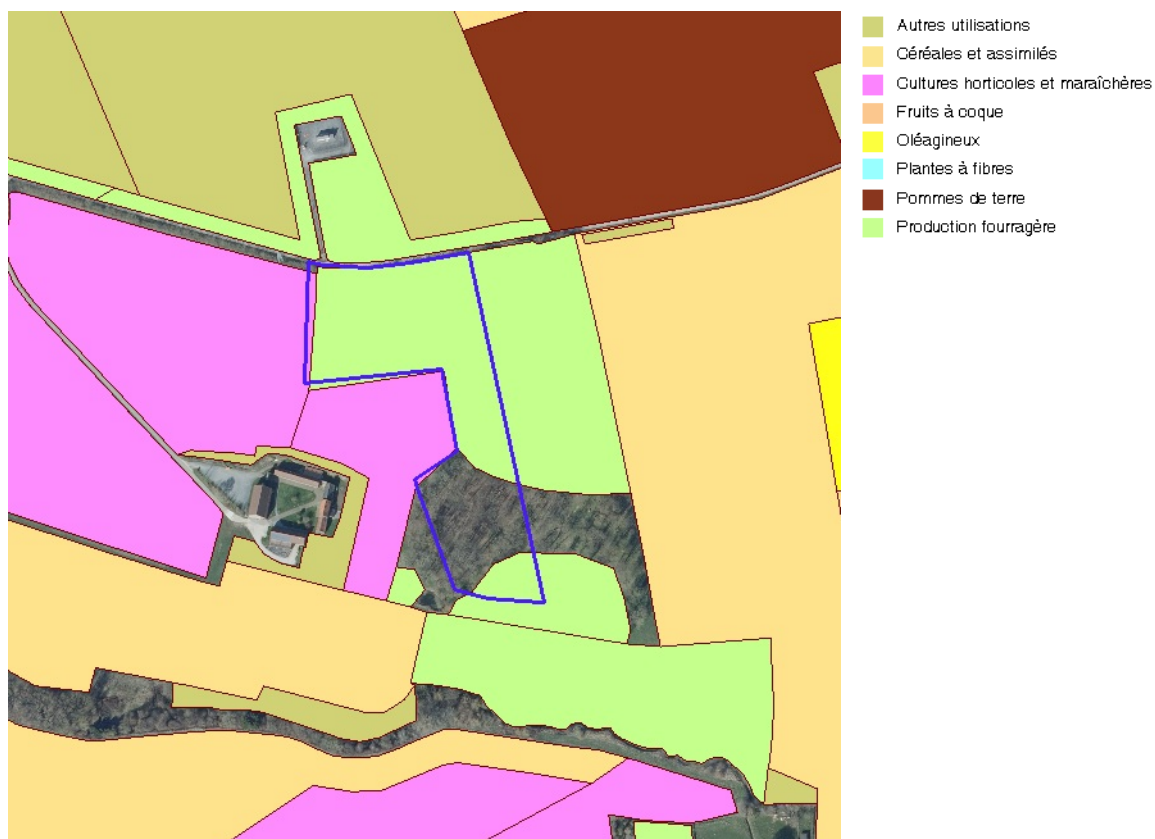 Autres utilisations
Céréales et assimilés
Cultures horticoles et maraîchères
Fruits à coque
Oléagineux
Plantes à fibres
Pommes de terre
Production fourragère